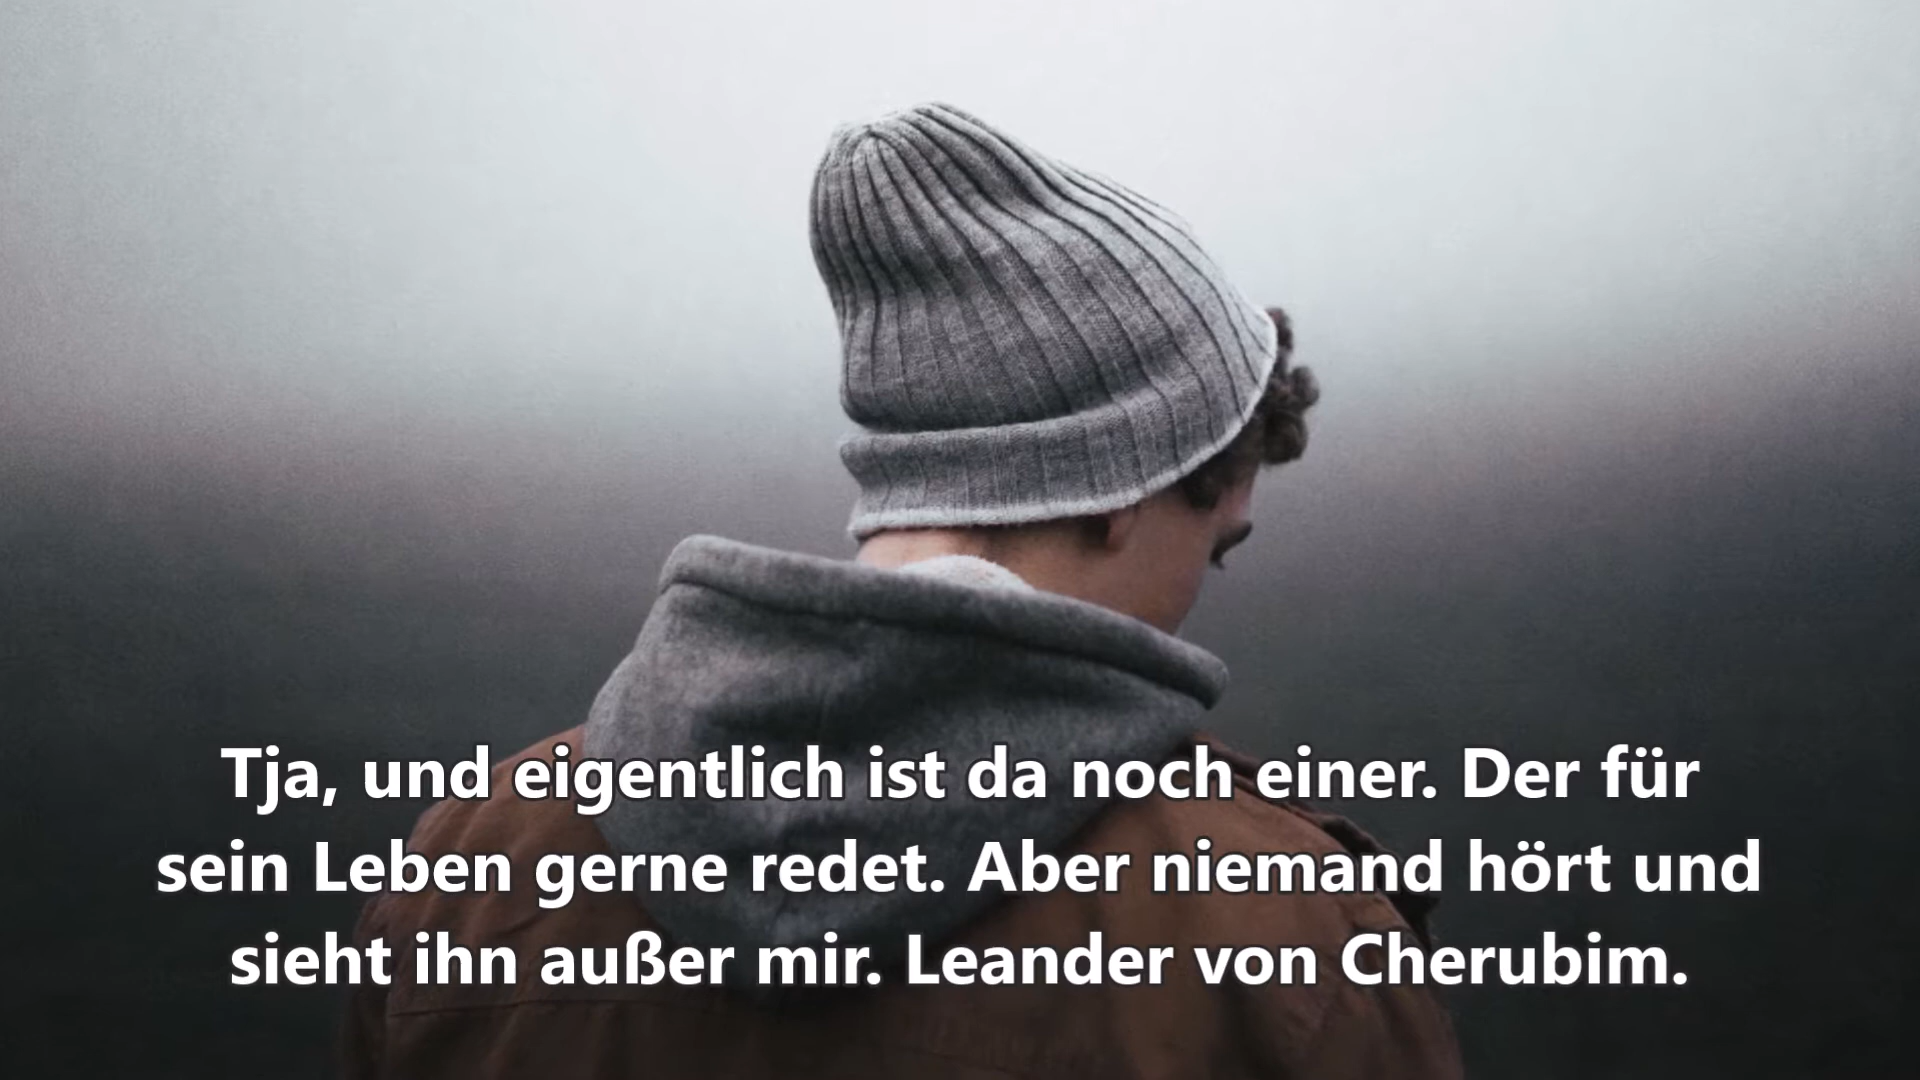 Tja, und eigentlich ist da noch einer. Der für
sein Leben gerne redet. Aber niemand hört und
sieht ihn außer mir. Leander von Cherubim.